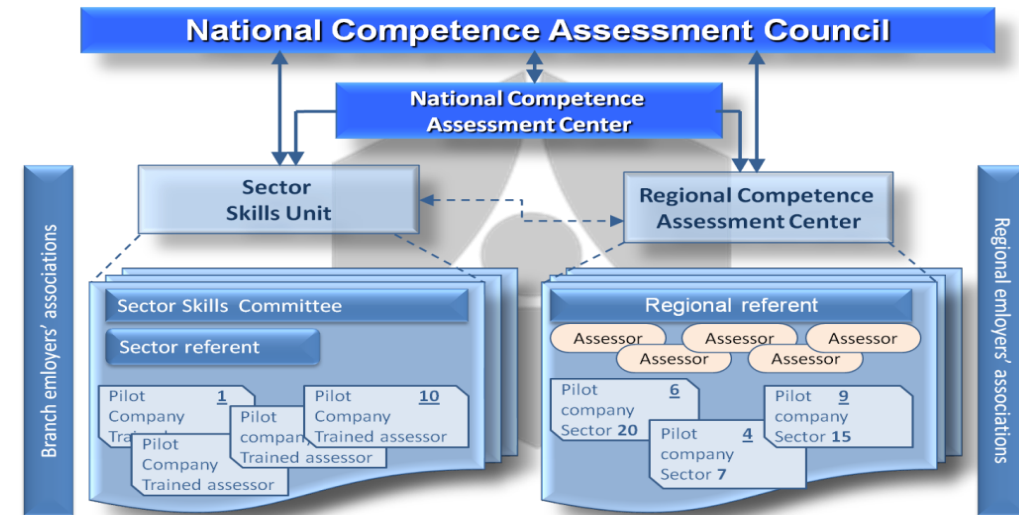 National Competence Assessment Council
National Competence
Assessment Center
Sector
Skills Unit
Regional Competence
Assessment Center
Branch emloyers' associations
Sector Skills Committee
Sector referent
Pilot 1
Company
Pilot
Company
Trained assessor
Pilot
company
Trained assessor
Pilot 10
Company
Trained assessor
Regional referent
Assessor
Assessor
Assessor
Assessor
Assessor
Pilot 6
company
Sector 20
Pilot 4
company
Sector 7
Pilot 9
company
Sector 15
Regional emloyers' associations